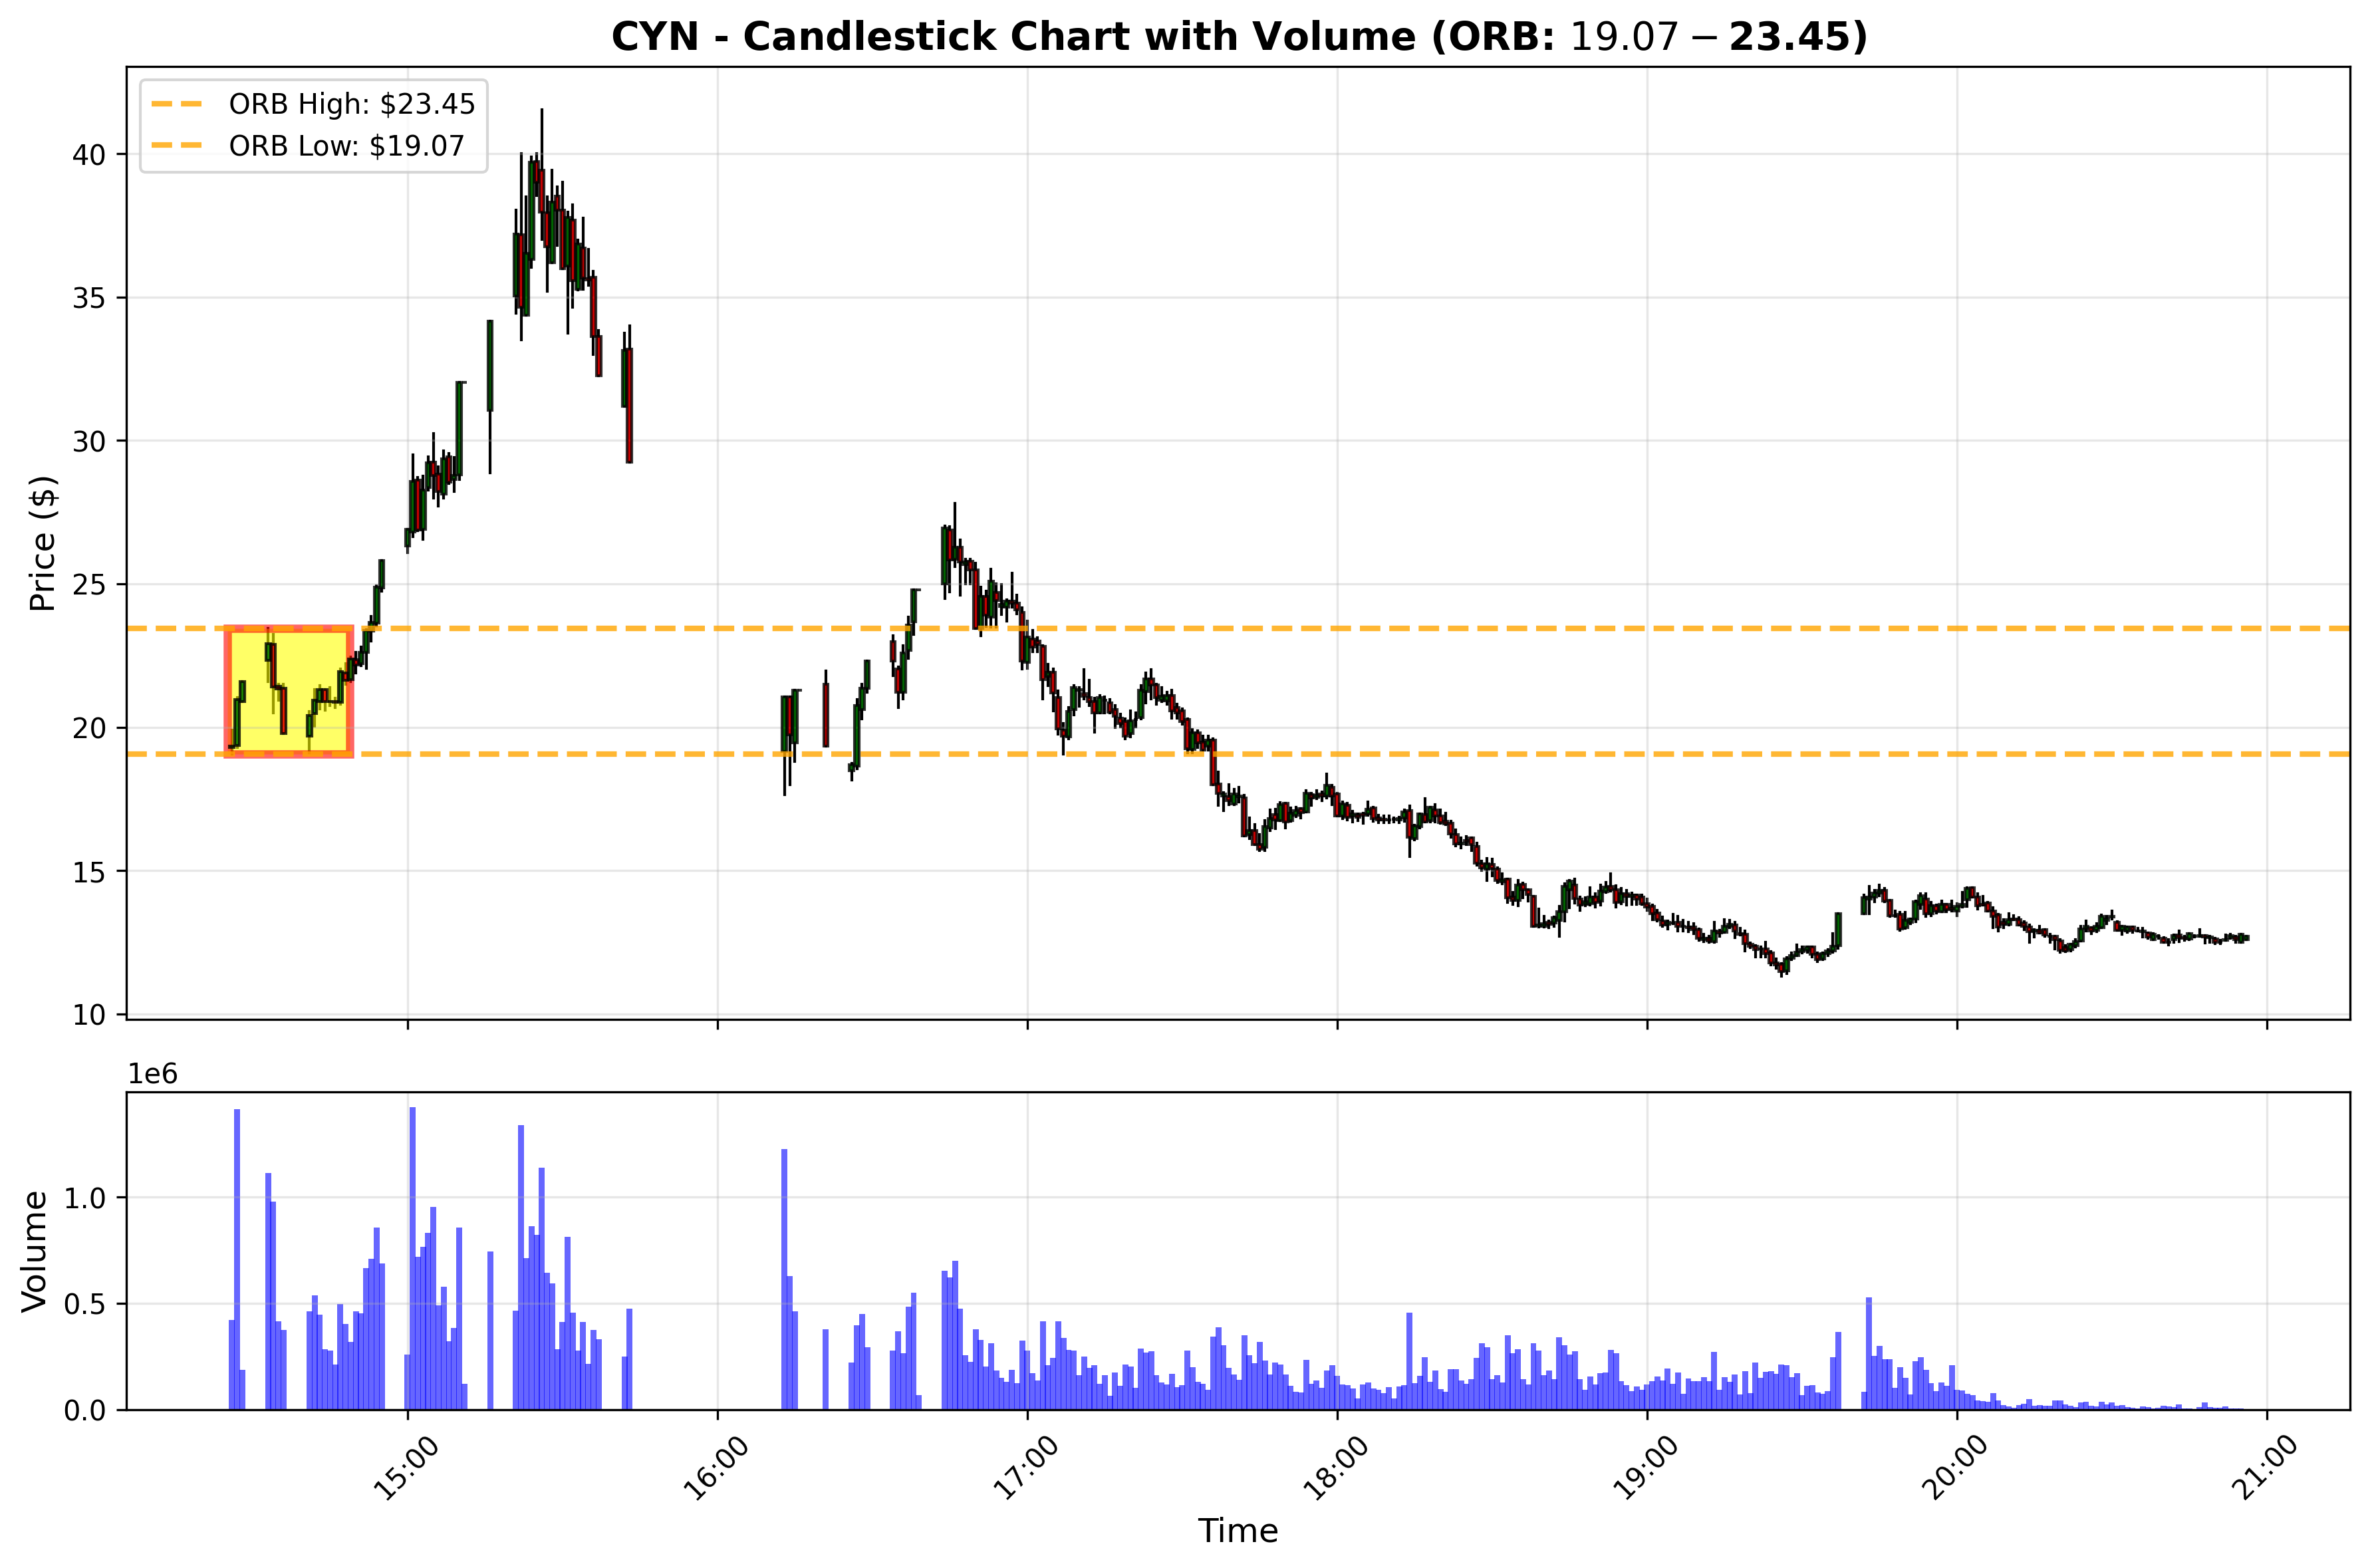 CYN - Candlestick Chart with Volume (ORB: 19.07 − 23.45)
ORB High: $23.45
ORB Low: $19.07
Price ($)
40
35
30
25
20
15
10
1e6
Volume
1.0
0.5
0.0
15:00
16:00
17:00
18:00
19:00
20:00
21:00
Time